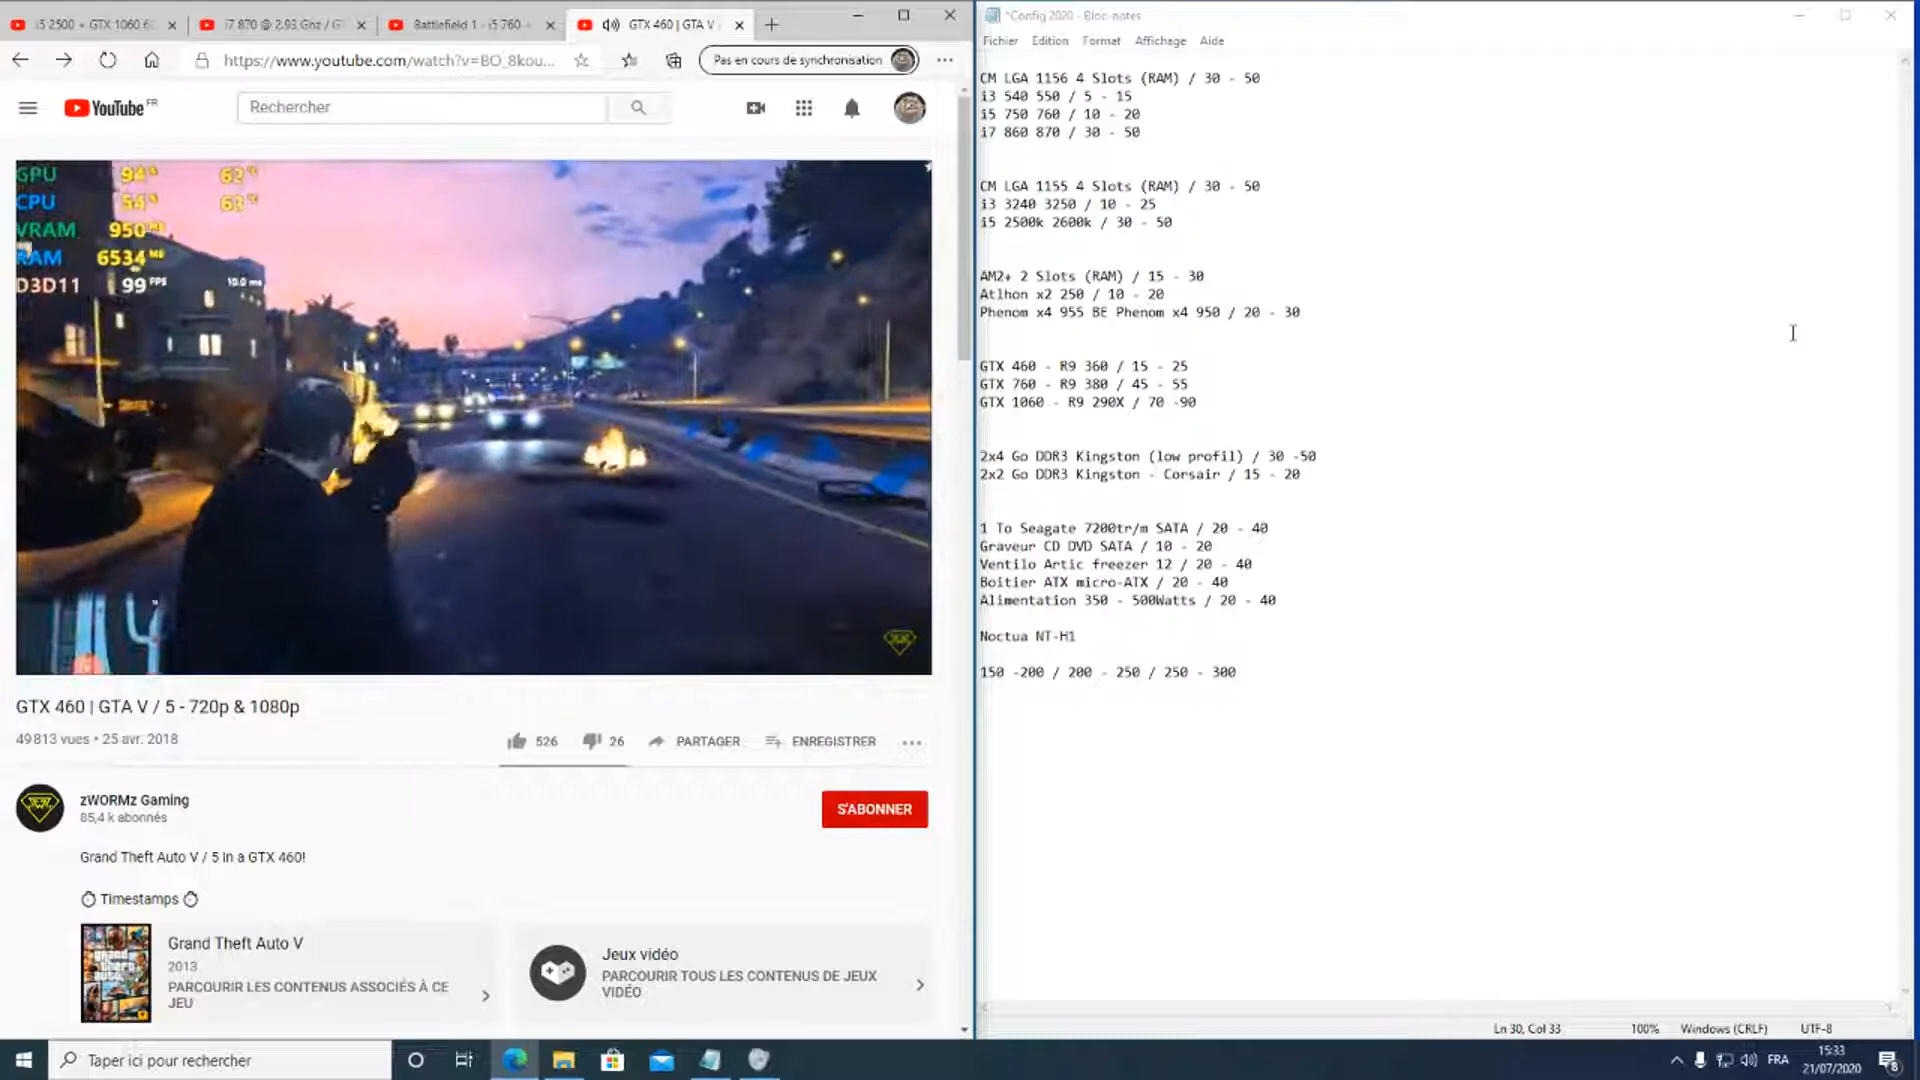 i5 2500 + GTX 1060 6
i7 870 @ 2.93 Ghz / G
Battlefield 1 - i5 760 -
GTX 460 | GTA V
https://www.youtube.com/watch?v=BO_8kou...
Pas en cours de synchronisation
YouTube FR
Rechercher
GPU 94% 62°C
CPU 54% 63°C
VRAM 950 MB
RAM 6534 MB
D3D11 99 FPS 10.0 ms
GTX 460 | GTA V / 5 - 720p & 1080p
49 813 vues • 25 avr. 2018
526
26
PARTAGER
ENREGISTRER
zWORMz Gaming
85,4 k abonnés
S'ABONNER
Grand Theft Auto V / 5 in a GTX 460!
Timestamps
Grand Theft Auto V
2013
PARCOURIR LES CONTENUS ASSOCIÉS À CE
JEU
Jeux vidéo
PARCOURIR TOUS LES CONTENUS DE JEUX
VIDÉO
*Config 2020 - Bloc-notes
Fichier Edition Format Affichage Aide
CM LGA 1156 4 Slots (RAM) / 30 - 50
i3 540 550 / 5 - 15
i5 750 760 / 10 - 20
i7 860 870 / 30 - 50
CM LGA 1155 4 Slots (RAM) / 30 - 50
i3 3240 3250 / 10 - 25
i5 2500k 2600k / 30 - 50
AM2+ 2 Slots (RAM) / 15 - 30
Atlhon x2 250 / 10 - 20
Phenom x4 955 BE Phenom x4 950 / 20 - 30
GTX 460 - R9 360 / 15 - 25
GTX 760 - R9 380 / 45 - 55
GTX 1060 - R9 290X / 70 -90
2x4 Go DDR3 Kingston (low profil) / 30 -50
2x2 Go DDR3 Kingston - Corsair / 15 - 20
1 To Seagate 7200tr/m SATA / 20 - 40
Graveur CD DVD SATA / 10 - 20
Ventilo Artic freezer 12 / 20 - 40
Boitier ATX micro-ATX / 20 - 40
Alimentation 350 - 500Watts / 20 - 40
Noctua NT-H1
150 -200 / 200 - 250 / 250 - 300
Ln 30, Col 33
100%
Windows (CRLF)
UTF-8
Taper ici pour rechercher
FRA
15:33
21/07/2020
8